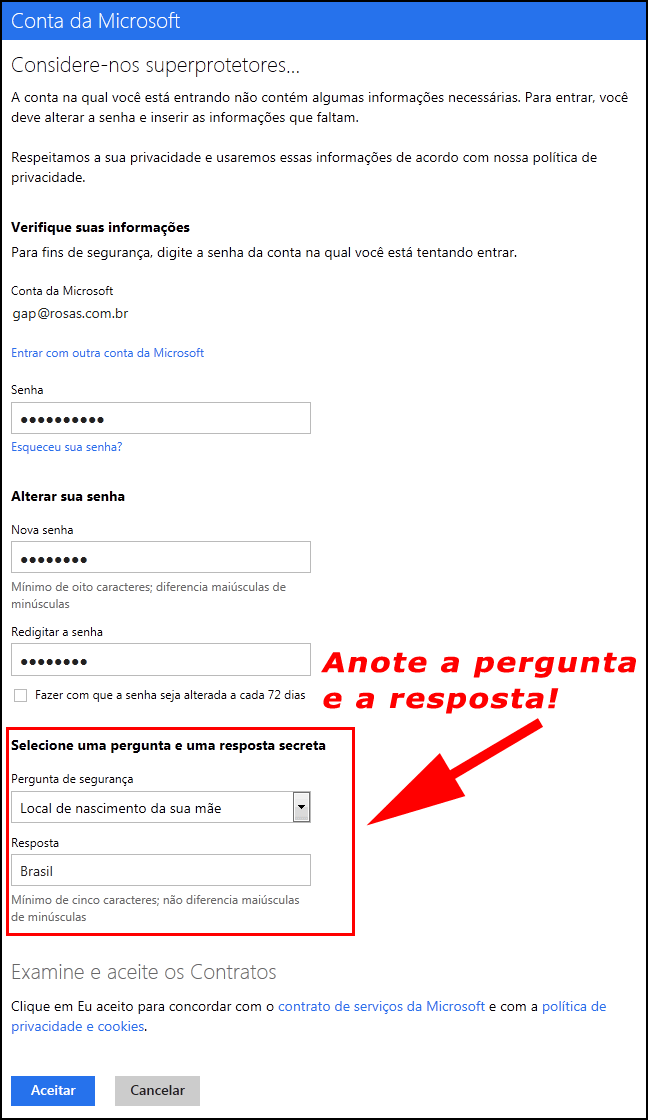 Conta da Microsoft
Considere-nos superprotetores...
A conta na qual você está entrando não contém algumas informações necessárias. Para entrar, você
deve alterar a senha e inserir as informações que faltam.
Respeitamos a sua privacidade e usaremos essas informações de acordo com nossa política de
privacidade.
Verifique suas informações
Para fins de segurança, digite a senha da conta na qual você está tentando entrar.
Conta da Microsoft
gap@rosas.com.br
Entrar com outra conta da Microsoft
Senha
●●●●●●●●●●
Esqueceu sua senha?
Alterar sua senha
Nova senha
●●●●●●●●
Mínimo de oito caracteres; diferencia maiúsculas de
minúsculas
Redigitar a senha
●●●●●●●●
Fazer com que a senha seja alterada a cada 72 dias
Anote a pergunta
e a resposta!
Selecione uma pergunta e uma resposta secreta
Pergunta de segurança
Local de nascimento da sua mãe
Resposta
Brasil
Mínimo de cinco caracteres; não diferencia maiúsculas
de minúsculas
Examine e aceite os Contratos
Clique em Eu aceito para concordar com o contrato de serviços da Microsoft e com a política de
privacidade e cookies.
Aceitar
Cancelar